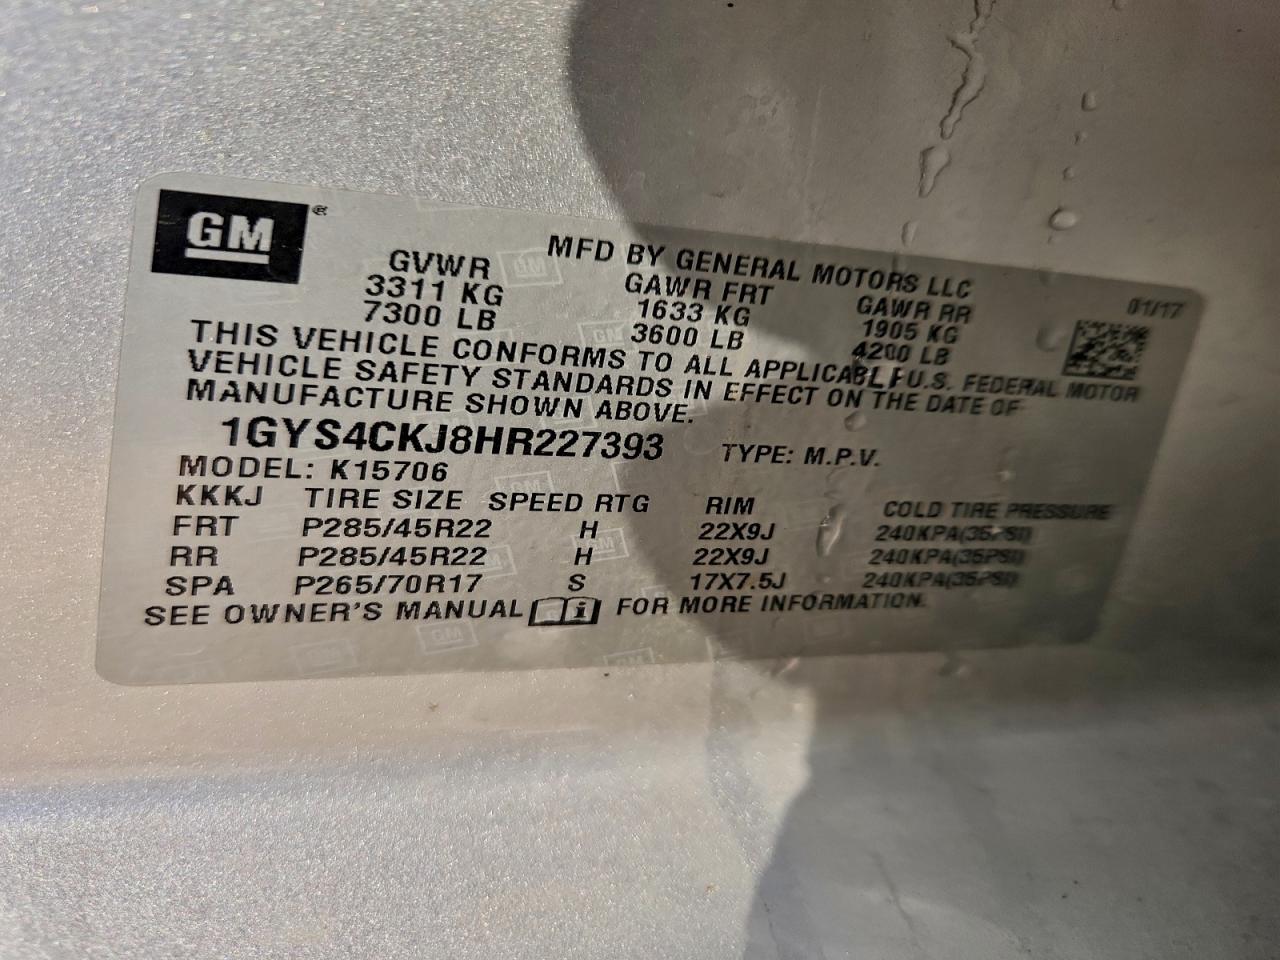 GM®
MFD BY GENERAL MOTORS LLC
01/17
GVWR GAWR FRT GAWR RR
3311 KG 1633 KG 1905 KG
7300 LB 3600 LB 4200 LB
THIS VEHICLE CONFORMS TO ALL APPLICABLE U.S. FEDERAL MOTOR
VEHICLE SAFETY STANDARDS IN EFFECT ON THE DATE OF
MANUFACTURE SHOWN ABOVE.
1GYS4CKJ8HR227393 TYPE: M.P.V.
MODEL: K15706
KKKJ TIRE SIZE SPEED RTG RIM COLD TIRE PRESSURE
FRT P285/45R22 H 22X9J 240KPA(35PSI)
RR P285/45R22 H 22X9J 240KPA(35PSI)
SPA P265/70R17 S 17X7.5J 240KPA(35PSI)
SEE OWNER'S MANUAL i FOR MORE INFORMATION.